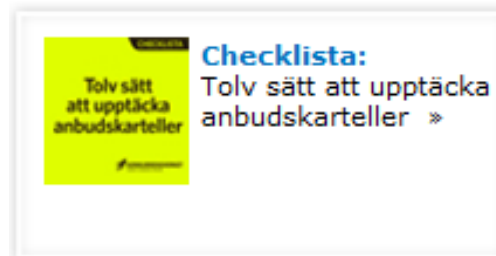 CHECKLISTA
Tolv sätt
att upptäcka
anbudskarteller
Checklista:
Tolv sätt att upptäcka
anbudskarteller »